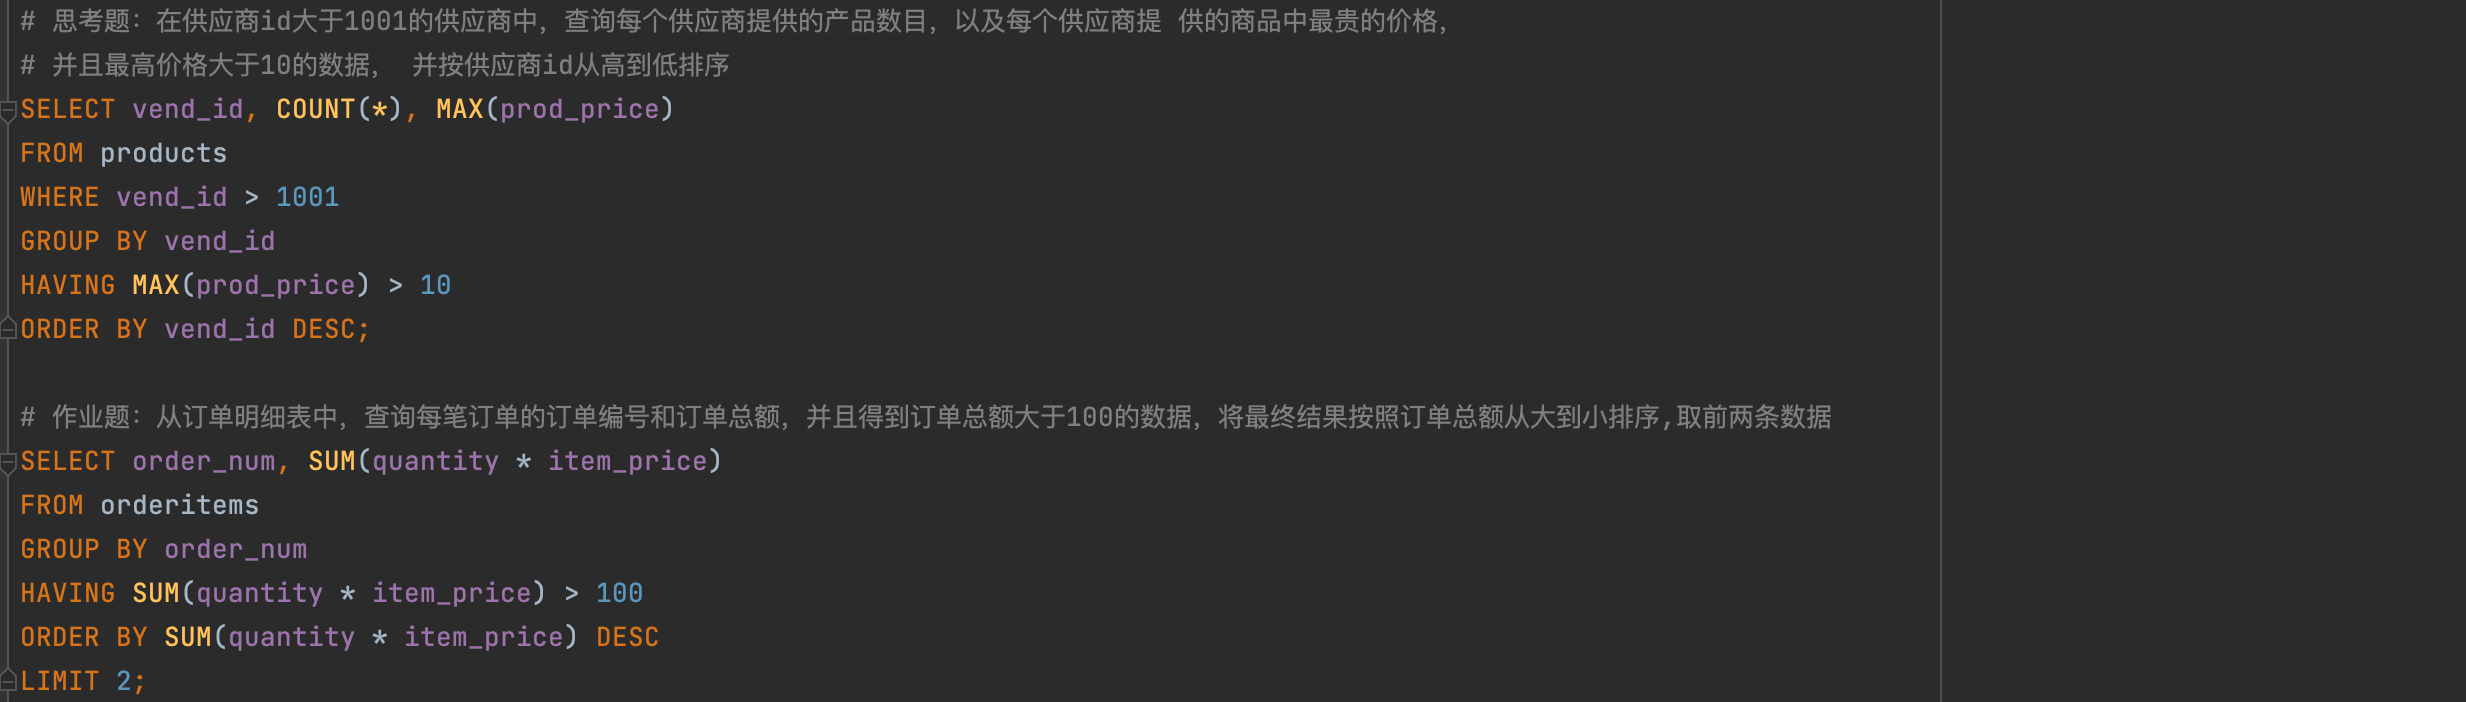 # 思考题：在供应商id大于1001的供应商中，查询每个供应商提供的产品数目，以及每个供应商提 供的商品中最贵的价格，
# 并且最高价格大于10的数据， 并按供应商id从高到低排序
SELECT vend_id, COUNT(*), MAX(prod_price)
FROM products
WHERE vend_id > 1001
GROUP BY vend_id
HAVING MAX(prod_price) > 10
ORDER BY vend_id DESC;
# 作业题：从订单明细表中，查询每笔订单的订单编号和订单总额，并且得到订单总额大于100的数据，将最终结果按照订单总额从大到小排序,取前两条数据
SELECT order_num, SUM(quantity * item_price)
FROM orderitems
GROUP BY order_num
HAVING SUM(quantity * item_price) > 100
ORDER BY SUM(quantity * item_price) DESC
LIMIT 2;